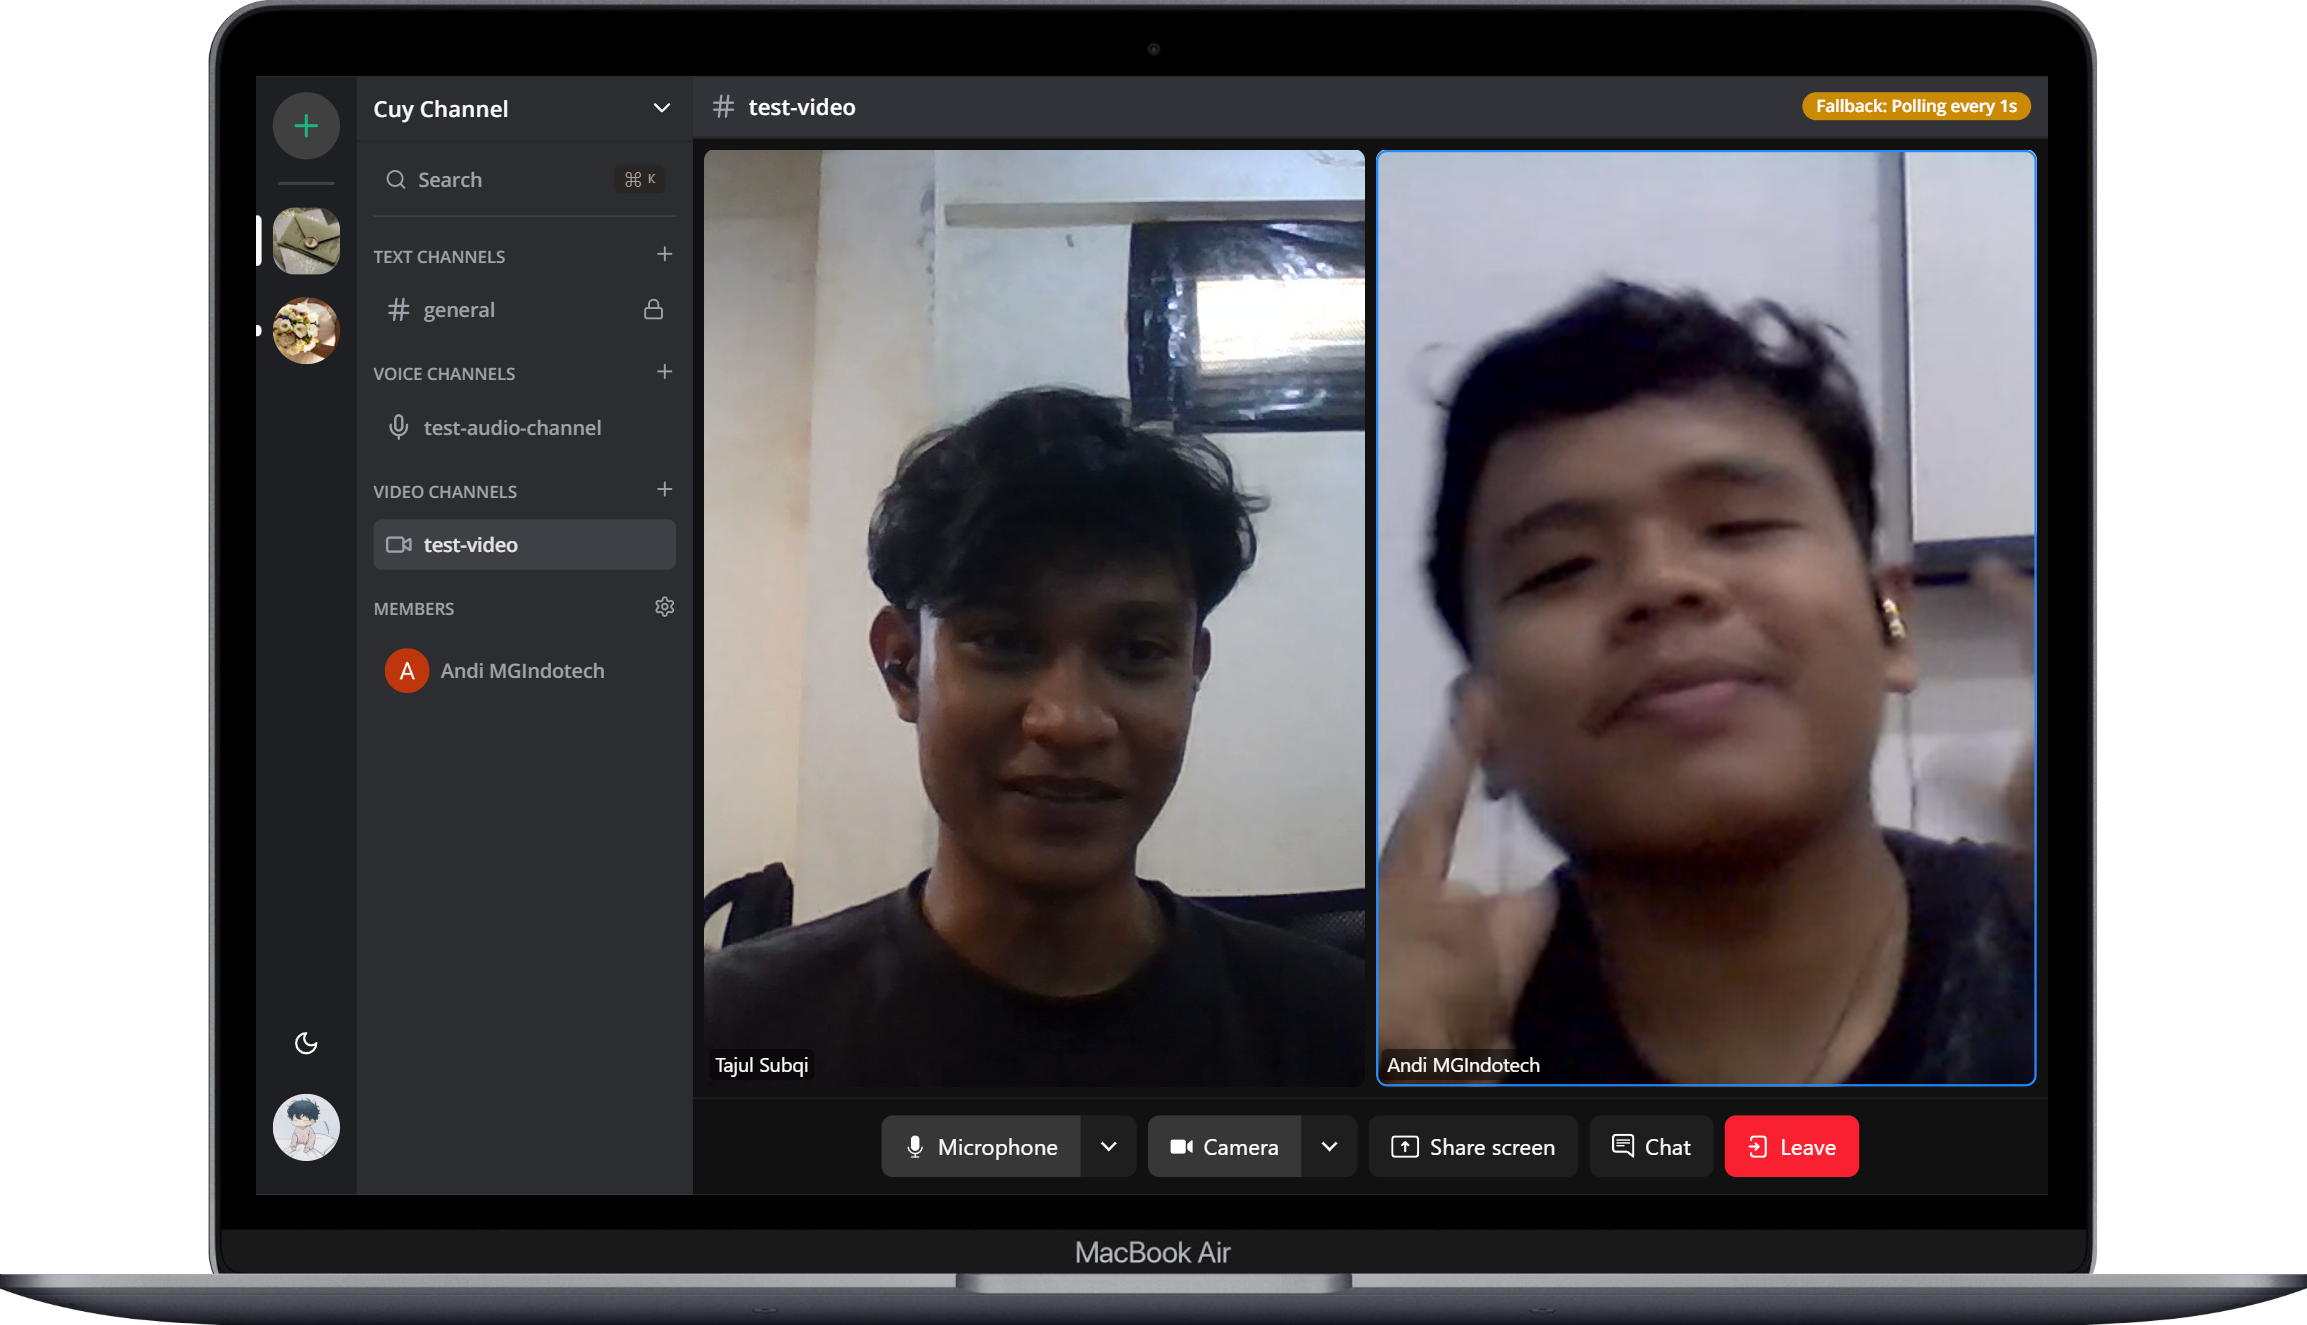 Cuy Channel
Search
⌘ K
TEXT CHANNELS
general
VOICE CHANNELS
test-audio-channel
VIDEO CHANNELS
test-video
MEMBERS
A
Andi MGIndotech
# test-video
Fallback: Polling every 1s
Tajul Subqi
Andi MGIndotech
Microphone
Camera
Share screen
Chat
Leave
MacBook Air